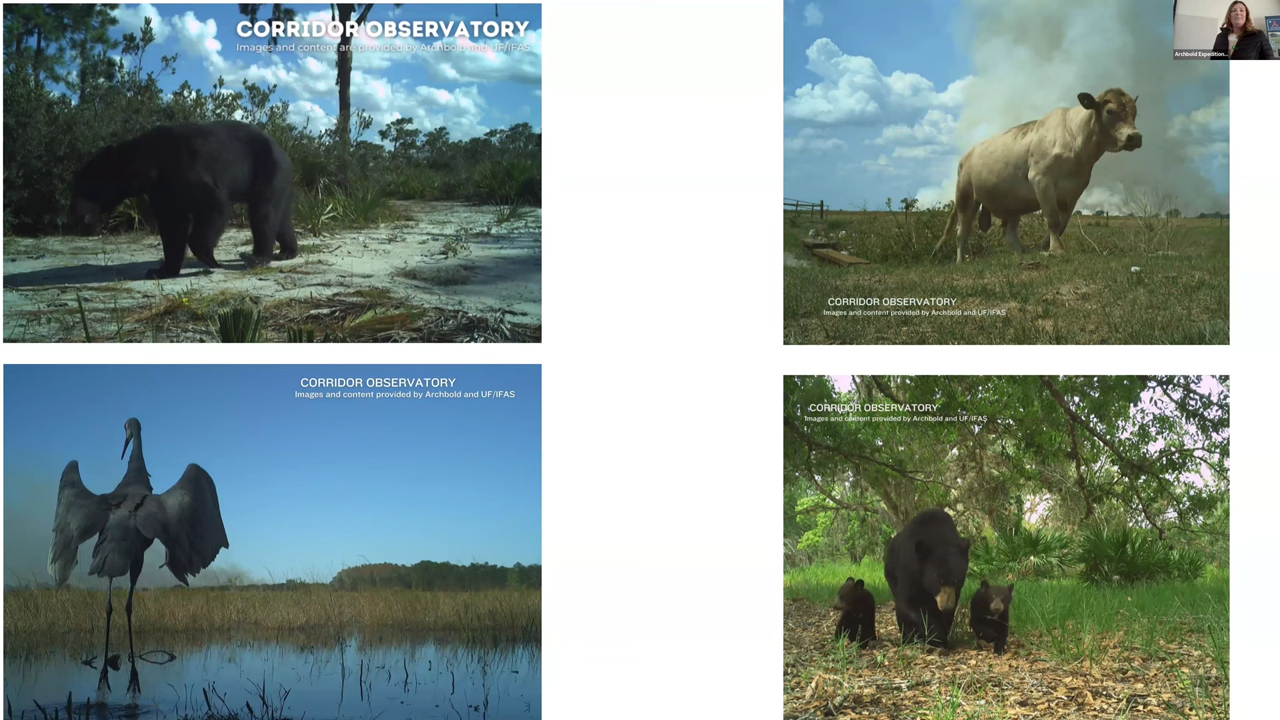 CORRIDOR OBSERVATORY
Images and content are provided by Archbold and UF/IFAS
Archbold Expedition...
CORRIDOR OBSERVATORY
Images and content provided by Archbold and UF/IFAS
CORRIDOR OBSERVATORY
Images and content provided by Archbold and UF/IFAS
CORRIDOR OBSERVATORY
Images and content provided by Archbold and UF/IFAS